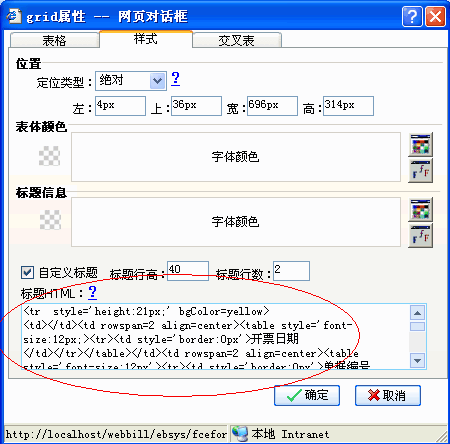 grid属性 -- 网页对话框
表格 样式 交叉表
位置
定位类型： 绝对 ?
左： 4px 上： 36px 宽： 696px 高： 314px
表体颜色
字体颜色
标题信息
字体颜色
自定义标题 标题行高： 40 标题行数： 2
标题HTML： ?
<tr  style='height:21px;' bgColor=yellow>
<td></td><td rowspan=2 align=center><table style='font-
size:12px;><tr><td style='border:0px'>开票日期
</td></tr></table></td><td rowspan=2 align=center><table
style='font-size:12px'><tr><td style='border:0px'>单据编号
确定 取消
http://localhost/webbill/ebsys/fcefor 本地 Intranet